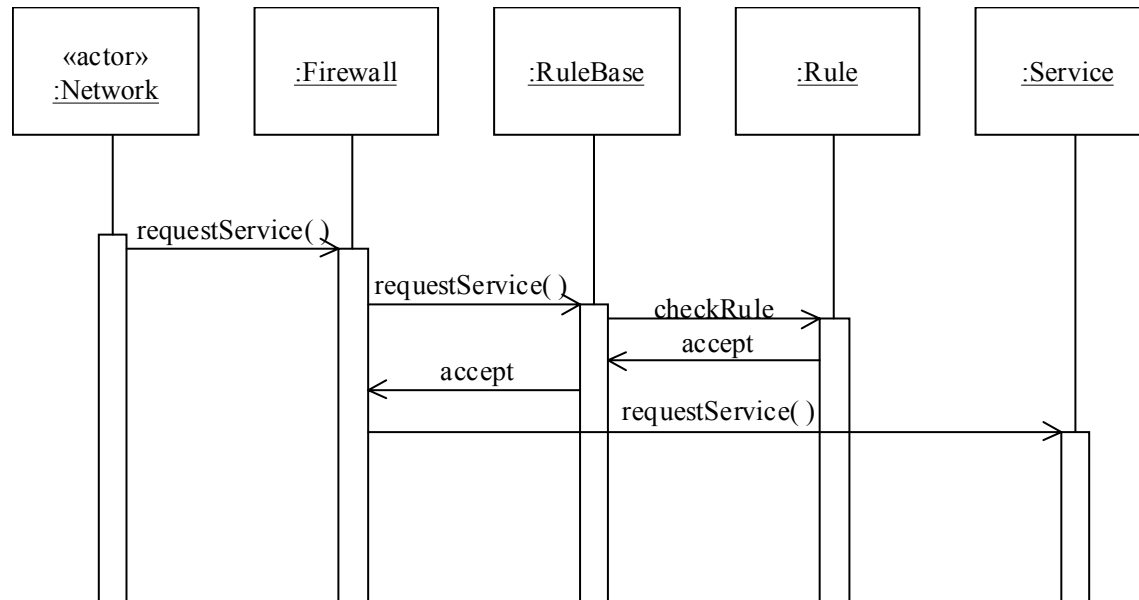 «actor»
:Network
:Firewall
:RuleBase
:Rule
:Service
requestService( )
requestService( )
checkRule
accept
accept
requestService( )